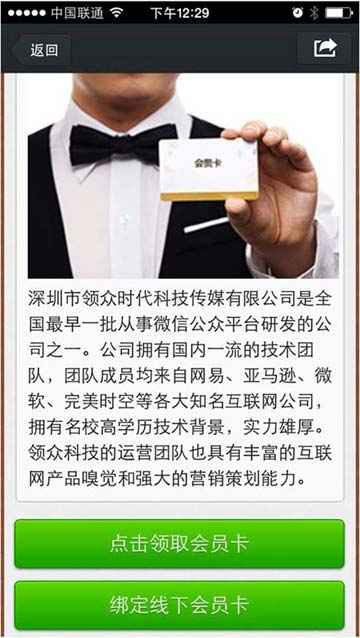 中国联通
下午12:29
返回
会员卡
深圳市领众时代科技传媒有限公司是全
国最早一批从事微信公众平台研发的公
司之一。公司拥有国内一流的技术团
队，团队成员均来自网易、亚马逊、微
软、完美时空等各大知名互联网公司，
拥有名校高学历技术背景，实力雄厚。
领众科技的运营团队也具有丰富的互联
网产品嗅觉和强大的营销策划能力。
点击领取会员卡
绑定线下会员卡